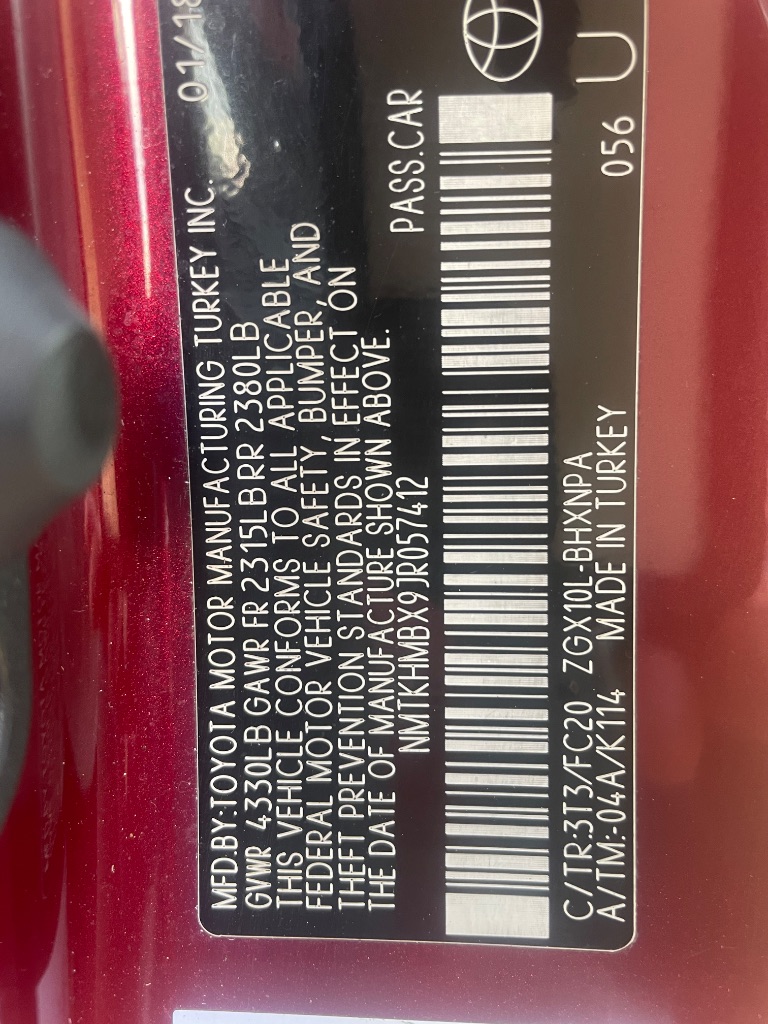 MFD.BY:TOYOTA MOTOR MANUFACTURING TURKEY INC. 01/18
GVWR 4330LB GAWR FR 2315LB RR 2380LB
THIS VEHICLE CONFORMS TO ALL APPLICABLE
FEDERAL MOTOR VEHICLE SAFETY, BUMPER, AND
THEFT PREVENTION STANDARDS IN EFFECT ON
THE DATE OF MANUFACTURE SHOWN ABOVE.
NMTKHMBX9JR057412 PASS.CAR
C/TR:3T3/FC20 ZGX10L-BHXNPA
A/TM:-04A/K114 MADE IN TURKEY 056 U